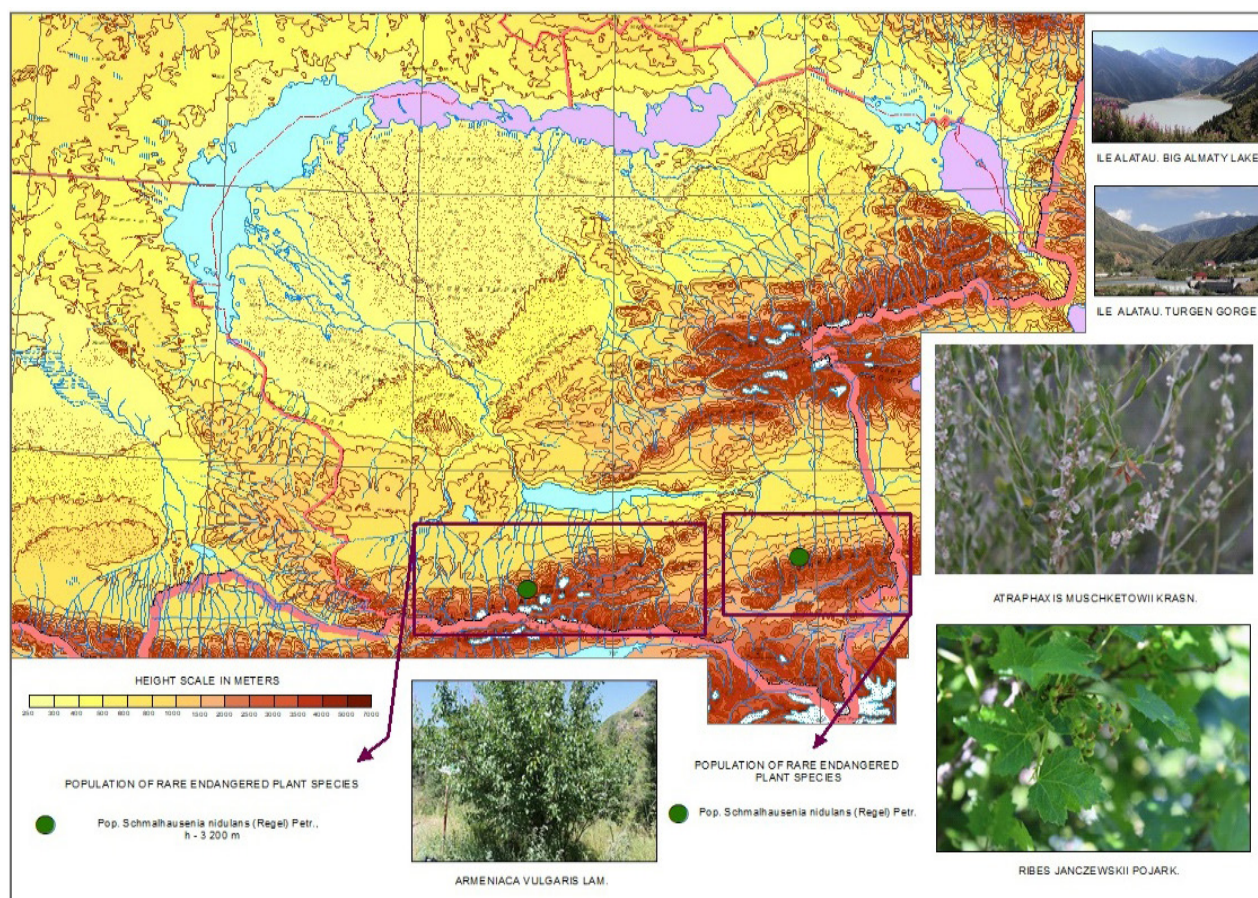 ILE ALATAU. BIG ALMATY LAKE
ILE ALATAU. TURGEN GORGE
ATRAPHAXIS MUSCHKETOWII KRASN.
HEIGHT SCALE IN METERS
POPULATION OF RARE ENDANGERED PLANT SPECIES
Pop. Schmalhausenia nidulans (Regel) Petr.,
h - 3 200 m
ARMENIACA VULGARIS LAM.
POPULATION OF RARE ENDANGERED
PLANT SPECIES
Pop. Schmalhausenia nidulans (Regel) Petr.
RIBES JANCZEWSKII POJARK.